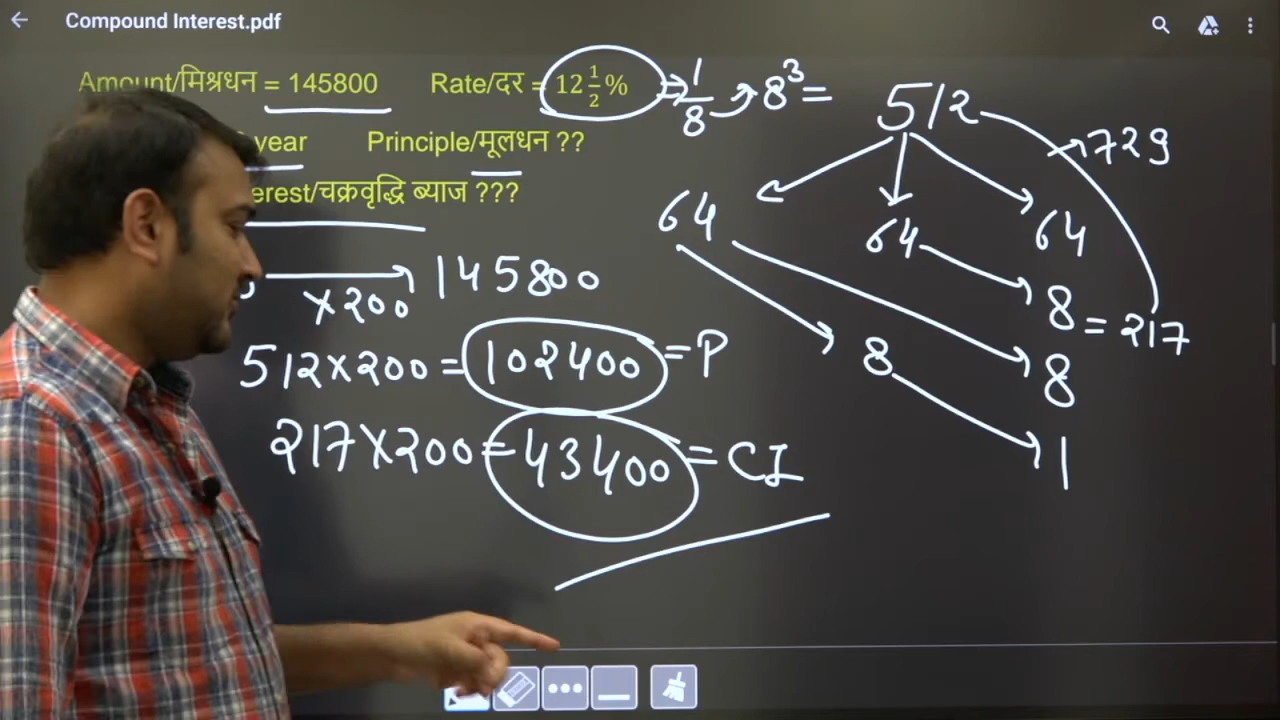 Compound Interest.pdf
Amount/मिश्रधन = 145800 Rate/दर = 12 1/2 % ⇒ 1/8 → 8³ = 512
year Principle/मूलधन ??
729
erest/चक्रवृद्धि ब्याज ???
64 64 64
×200 → 145800
8 = 217
512×200 = 102400 = P
8 8
217×200 = 43400 = CI
1